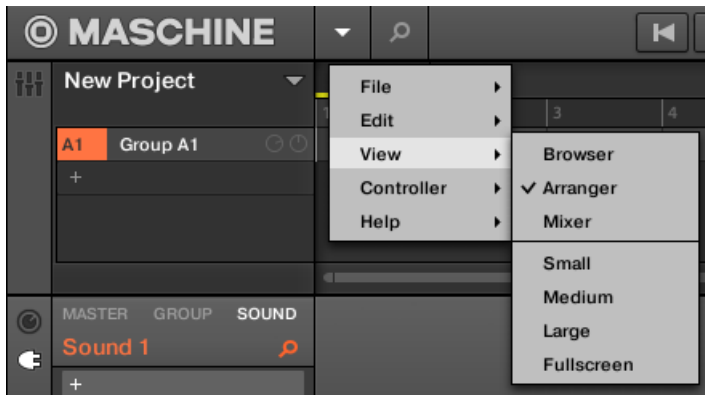 MASCHINE
New Project
File
1 3 4
Edit
A1 Group A1
View
Browser
+
Controller
Arranger
Help
Mixer
Small
MASTER GROUP SOUND
Medium
Sound 1
Large
Fullscreen
+